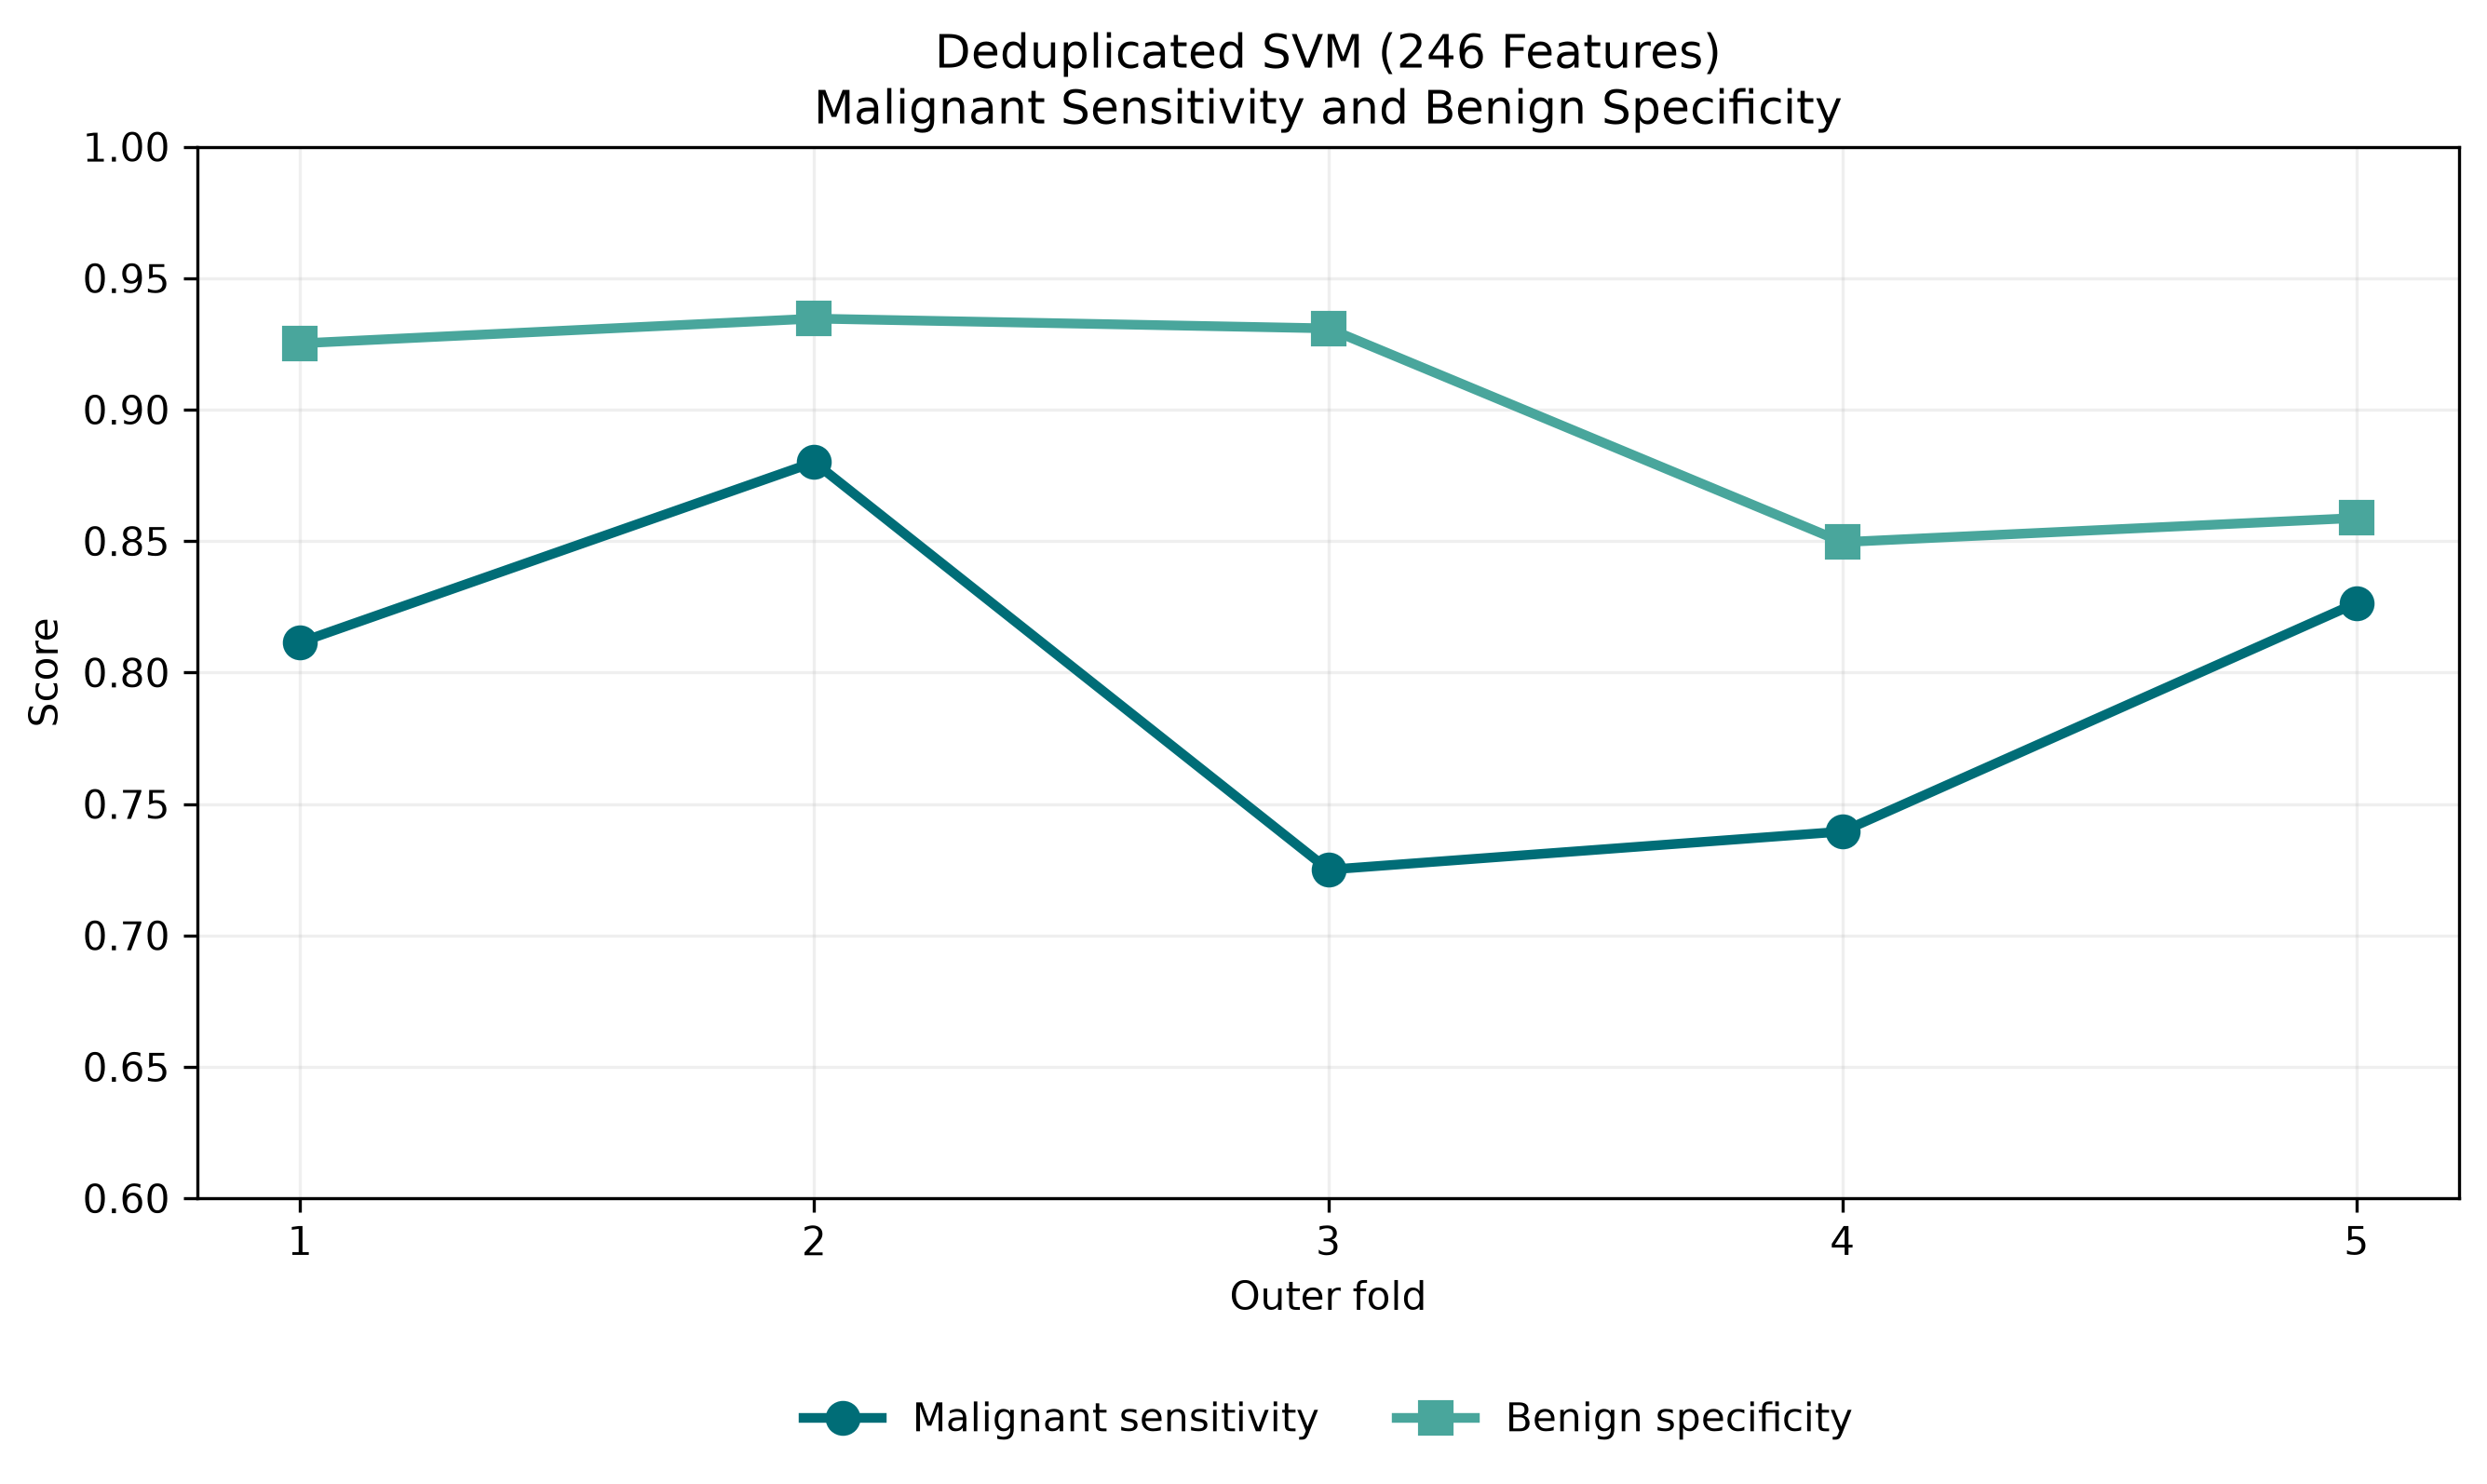 Deduplicated SVM (246 Features)
Malignant Sensitivity and Benign Specificity
1.00
0.95
0.90
0.85
0.80
0.75
0.70
0.65
0.60
Score
1 2 3 4 5
Outer fold
Malignant sensitivity Benign specificity